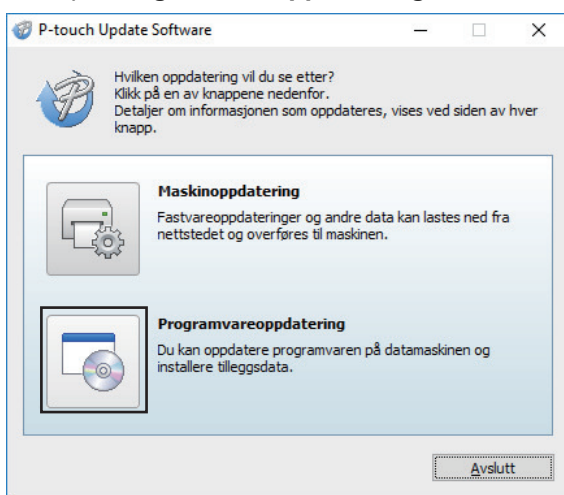 P-touch Update Software
Hvilken oppdatering vil du se etter?
Klikk på en av knappene nedenfor.
Detaljer om informasjonen som oppdateres, vises ved siden av hver
knapp.
Maskinoppdatering
Fastvareoppdateringer og andre data kan lastes ned fra
nettstedet og overføres til maskinen.
Programvareoppdatering
Du kan oppdatere programvaren på datamaskinen og
installere tilleggsdata.
Avslutt